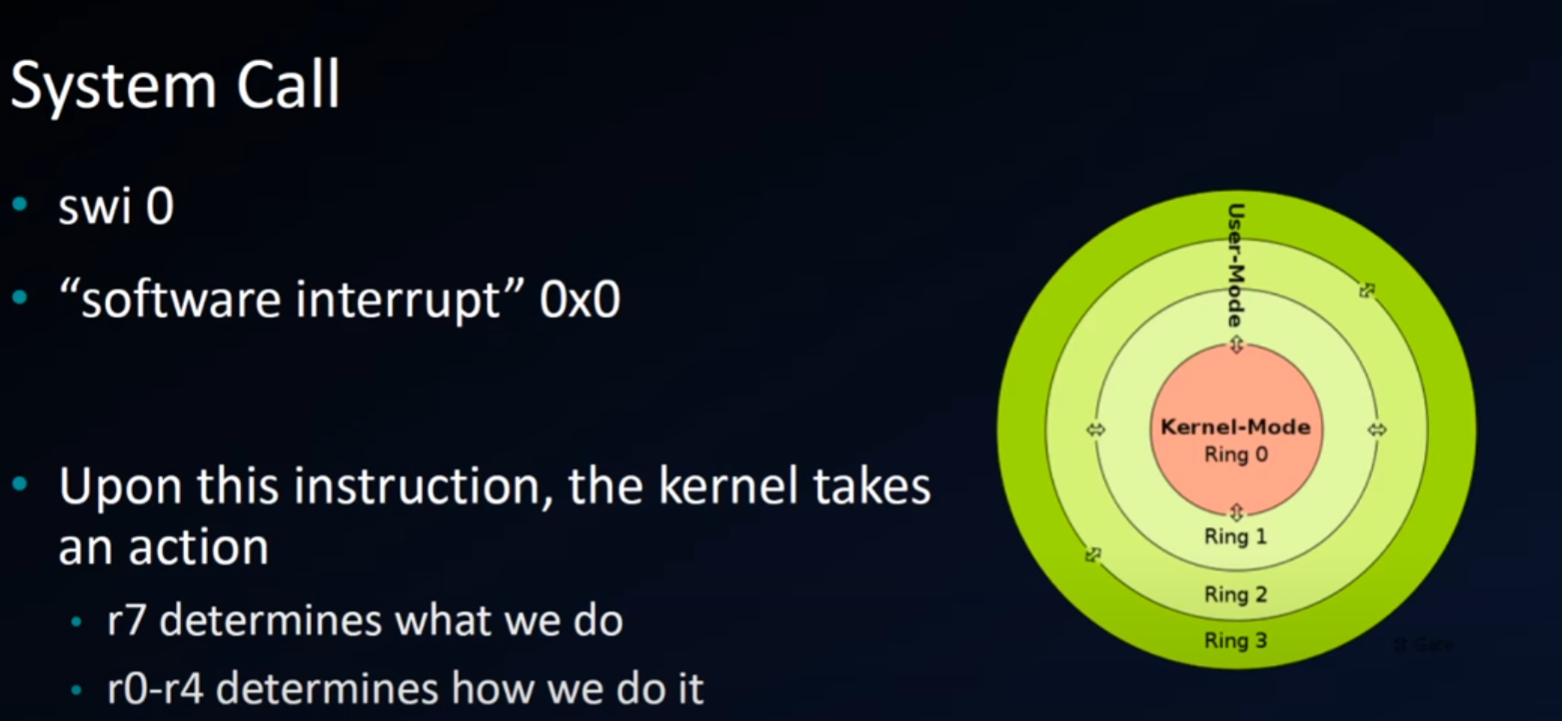 System Call
• swi 0
• “software interrupt” 0x0
• Upon this instruction, the kernel takes
an action
• r7 determines what we do
• r0-r4 determines how we do it
User-Mode
Kernel-Mode
Ring 0
Ring 1
Ring 2
Ring 3
Gate